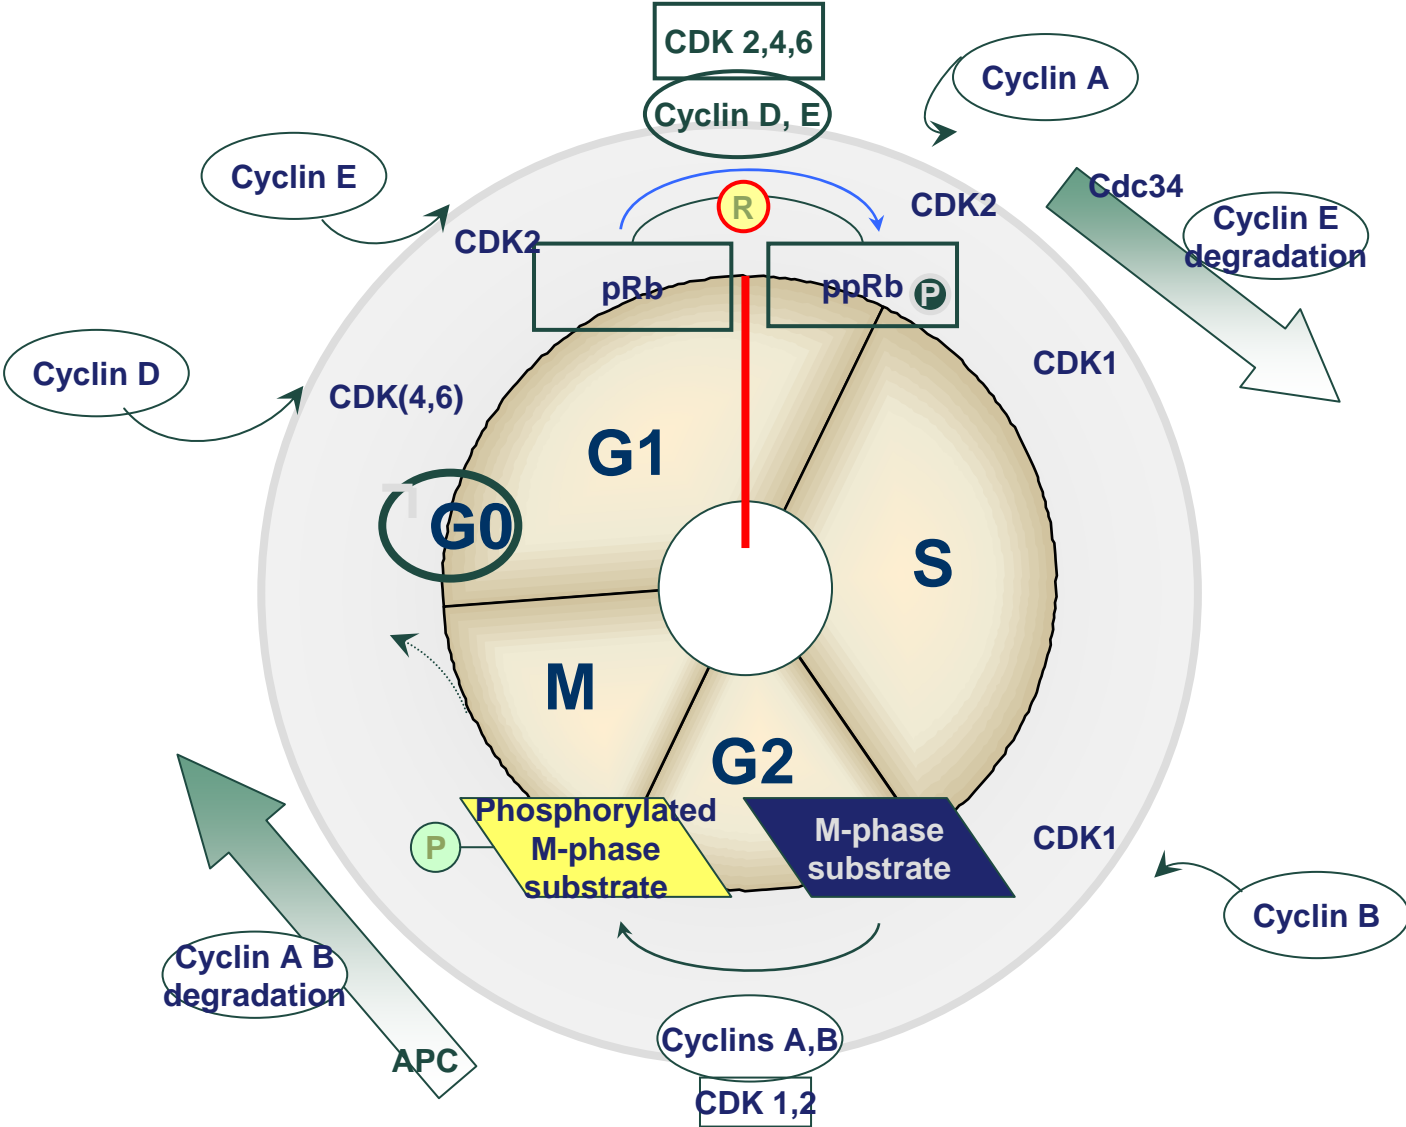 CDK 2,4,6
Cyclin D, E
Cyclin A
Cyclin E
Cdc34
CDK2
R
CDK2
Cyclin E
degradation
pRb
ppRb
P
Cyclin D
CDK(4,6)
CDK1
G1
G0
S
M
G2
Phosphorylated
M-phase
substrate
P
M-phase
substrate
CDK1
Cyclin B
Cyclin A B
degradation
APC
Cyclins A,B
CDK 1,2